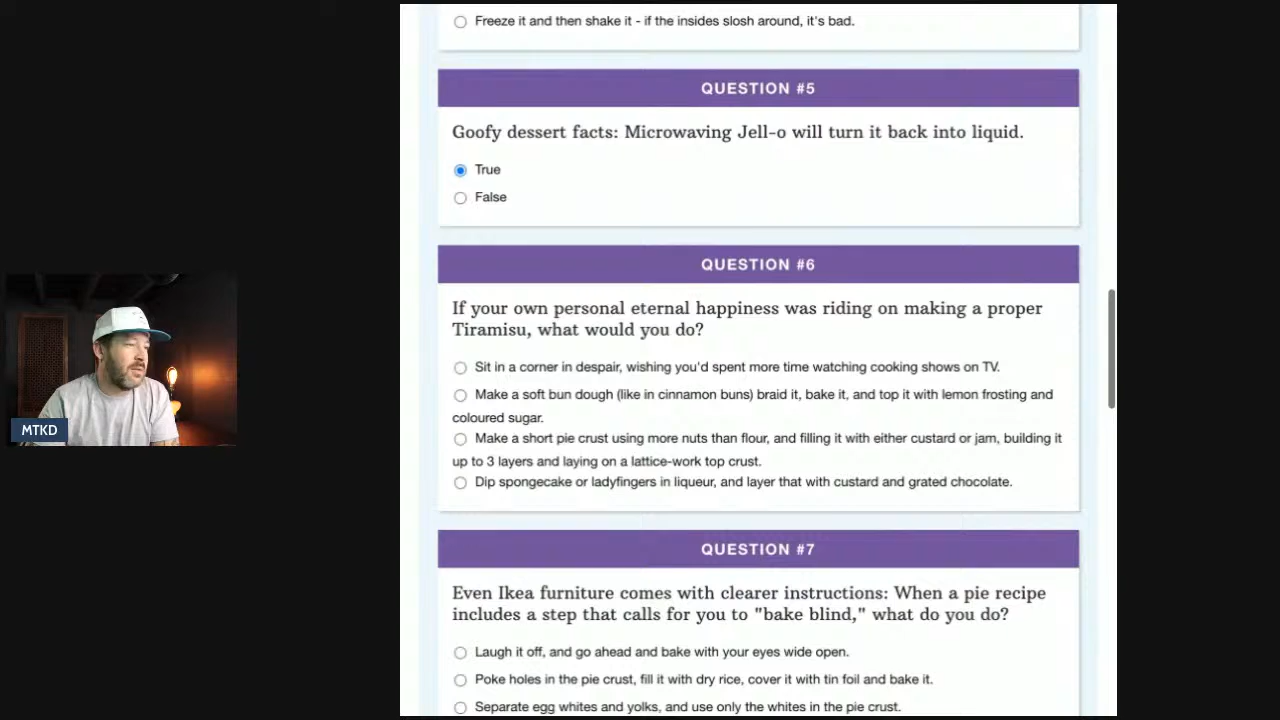 Freeze it and then shake it - if the insides slosh around, it's bad.
QUESTION #5
Goofy dessert facts: Microwaving Jell-o will turn it back into liquid.
True
False
QUESTION #6
If your own personal eternal happiness was riding on making a proper
Tiramisu, what would you do?
Sit in a corner in despair, wishing you'd spent more time watching cooking shows on TV.
Make a soft bun dough (like in cinnamon buns) braid it, bake it, and top it with lemon frosting and
coloured sugar.
Make a short pie crust using more nuts than flour, and filling it with either custard or jam, building it
up to 3 layers and laying on a lattice-work top crust.
Dip spongecake or ladyfingers in liqueur, and layer that with custard and grated chocolate.
QUESTION #7
Even Ikea furniture comes with clearer instructions: When a pie recipe
includes a step that calls for you to "bake blind," what do you do?
Laugh it off, and go ahead and bake with your eyes wide open.
Poke holes in the pie crust, fill it with dry rice, cover it with tin foil and bake it.
Separate egg whites and yolks, and use only the whites in the pie crust.
MTKD